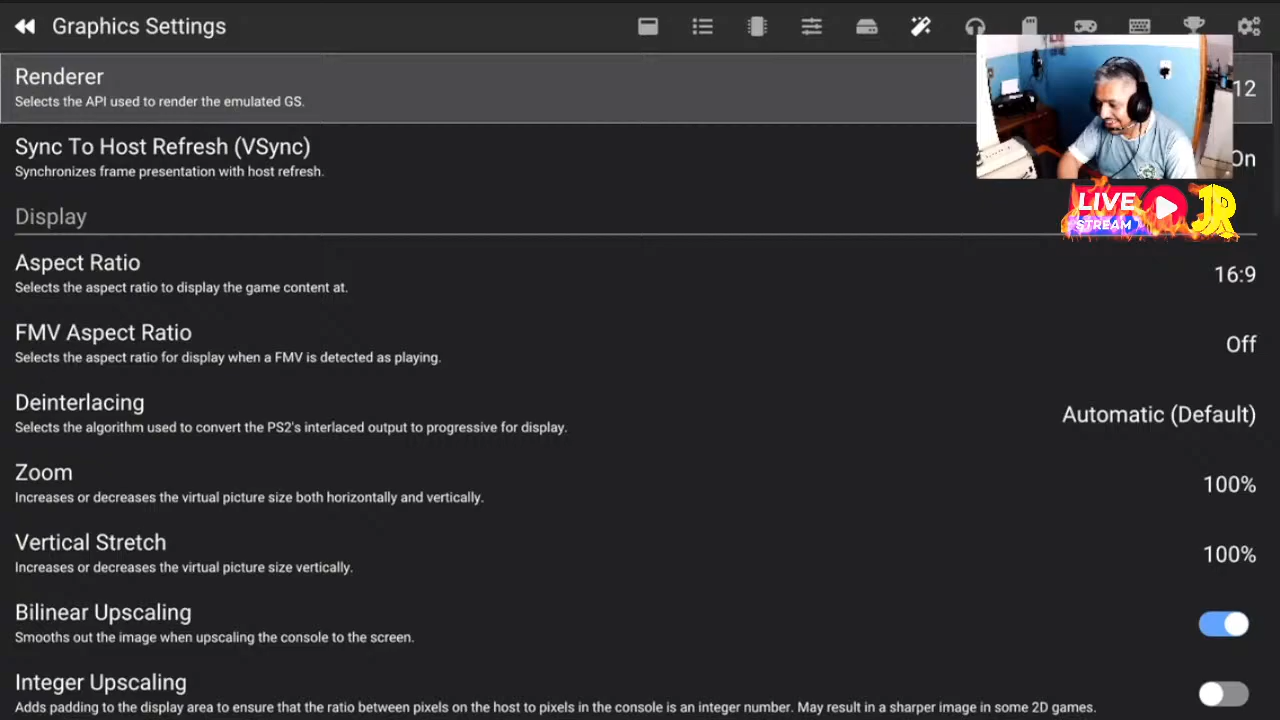 Graphics Settings
Renderer
12
Selects the API used to render the emulated GS.
Sync To Host Refresh (VSync)
On
Synchronizes frame presentation with host refresh.
Display
LIVE
STREAM
JR
Aspect Ratio
16:9
Selects the aspect ratio to display the game content at.
FMV Aspect Ratio
Off
Selects the aspect ratio for display when a FMV is detected as playing.
Deinterlacing
Automatic (Default)
Selects the algorithm used to convert the PS2's interlaced output to progressive for display.
Zoom
100%
Increases or decreases the virtual picture size both horizontally and vertically.
Vertical Stretch
100%
Increases or decreases the virtual picture size vertically.
Bilinear Upscaling
Smooths out the image when upscaling the console to the screen.
Integer Upscaling
Adds padding to the display area to ensure that the ratio between pixels on the host to pixels in the console is an integer number. May result in a sharper image in some 2D games.